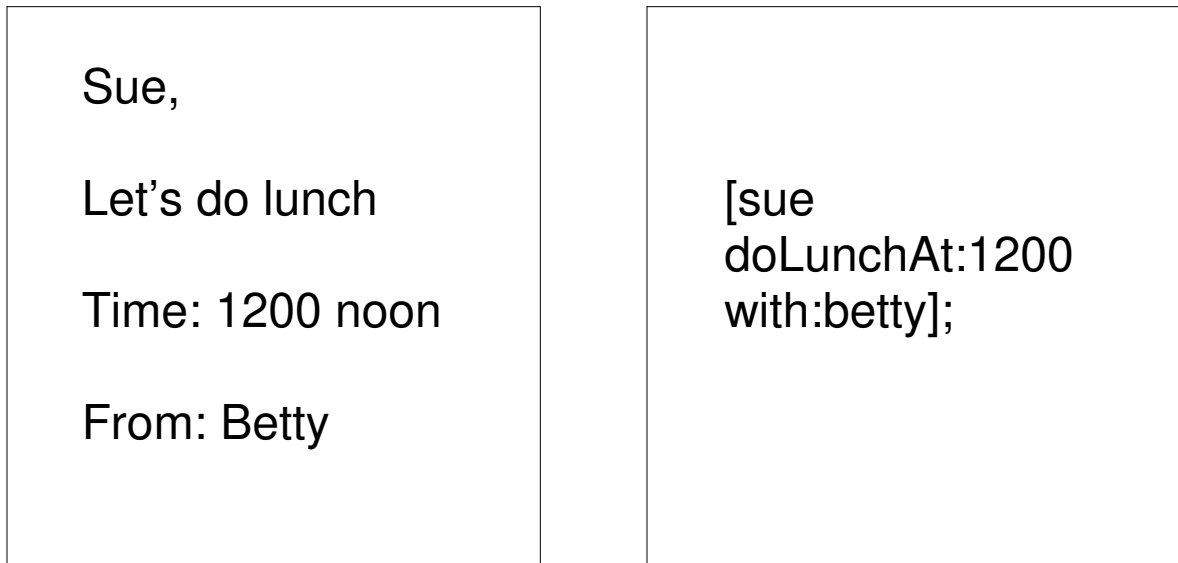 Sue,
Let's do lunch
Time: 1200 noon
From: Betty
[sue
doLunchAt:1200
with:betty];